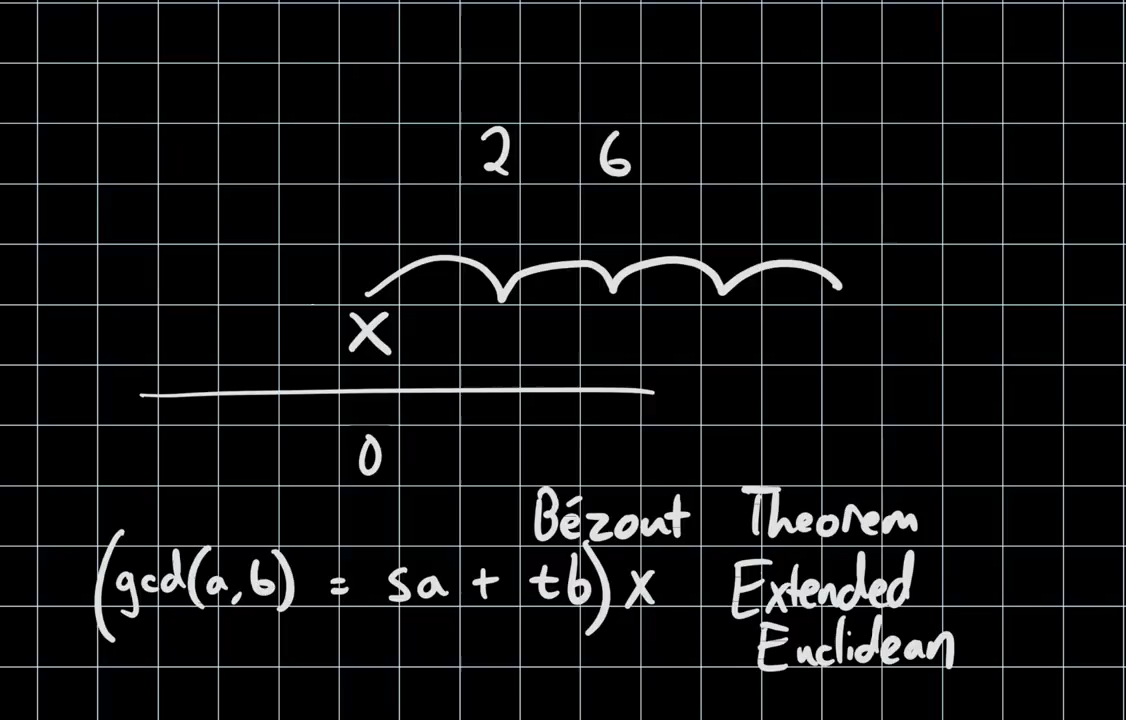 2 6
X
0
Bézout Theorem
(gcd(a,b) = sa + tb)x Extended
Euclidean